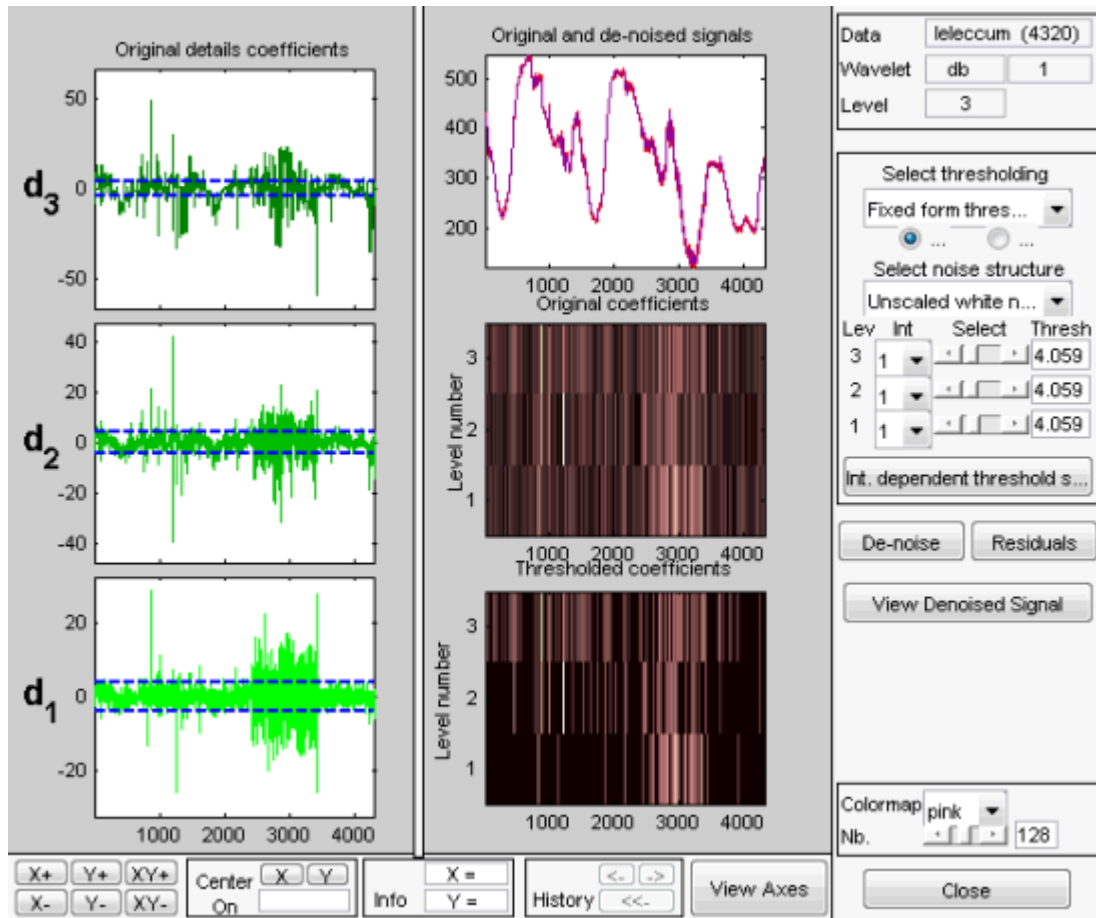 Original details coefficients
50
d3
0
-50
40
20
d2
0
-20
-40
20
d1
0
-20
1000 2000 3000 4000
Original and de-noised signals
500
400
300
200
1000 2000 3000 4000
Original coefficients
Level number
3
2
1
1000 2000 3000 4000
Thresholded coefficients
Level number
3
2
1
1000 2000 3000 4000
Data leleccum (4320)
Wavelet db 1
Level 3
Select thresholding
Fixed form thres...
... ...
Select noise structure
Unscaled white n...
Lev Int Select Thresh
3 1 4.059
2 1 4.059
1 1 4.059
Int. dependent threshold s...
De-noise Residuals
View Denoised Signal
Colormap pink
Nb. 128
Close
X+ Y+ XY+
X- Y- XY-
Center On X Y
Info X =
Y =
History <- ->
<<-
View Axes